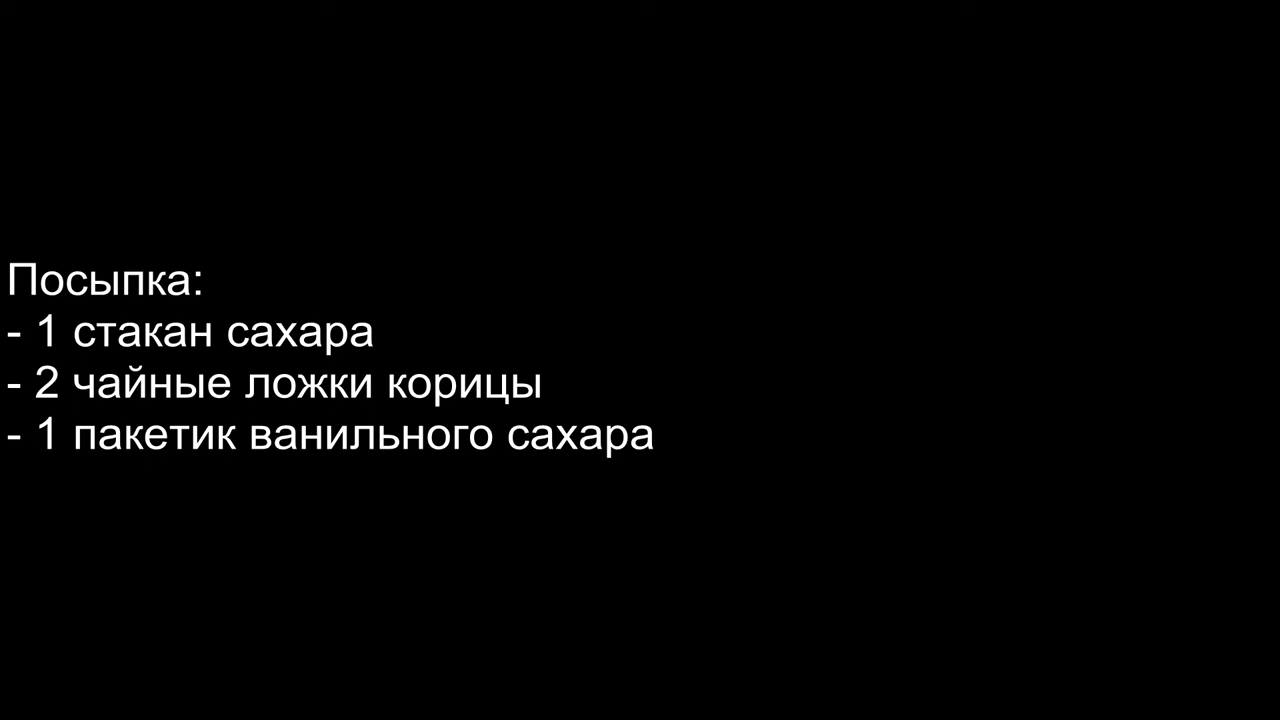 Посыпка:
- 1 стакан сахара
- 2 чайные ложки корицы
- 1 пакетик ванильного сахара